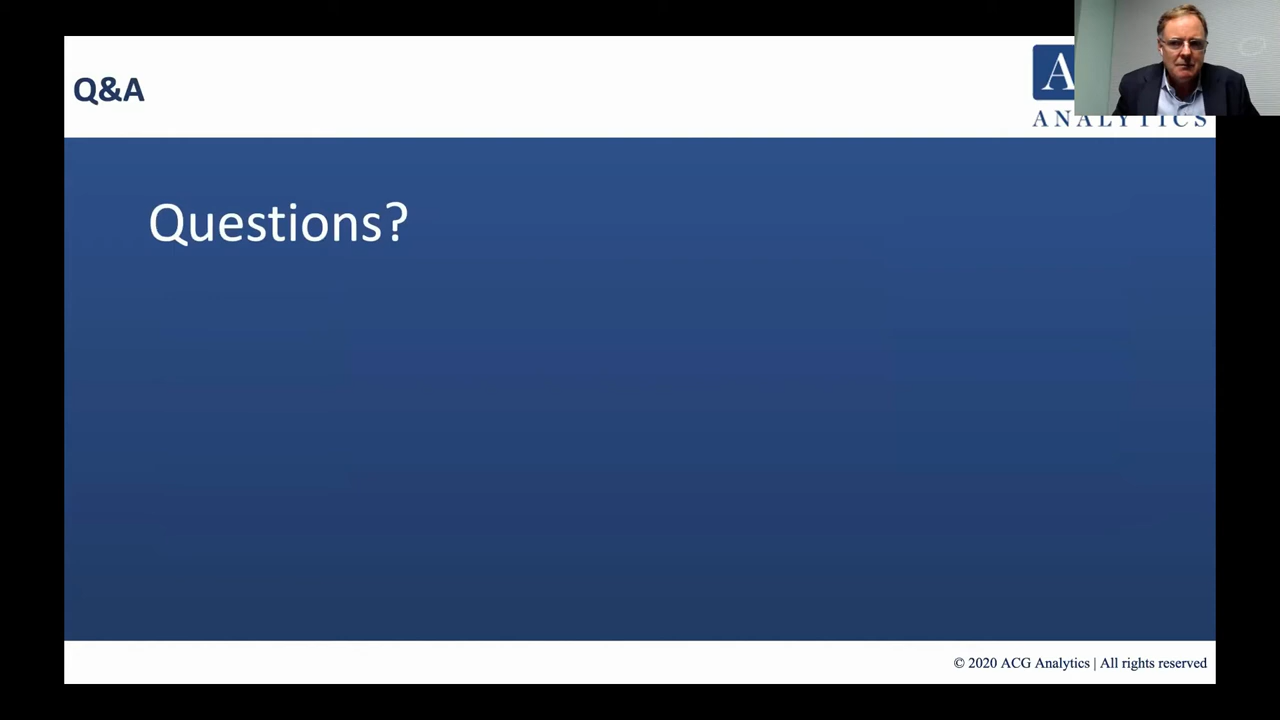 Q&A
A
ANALYTICS
Questions?
© 2020 ACG Analytics | All rights reserved